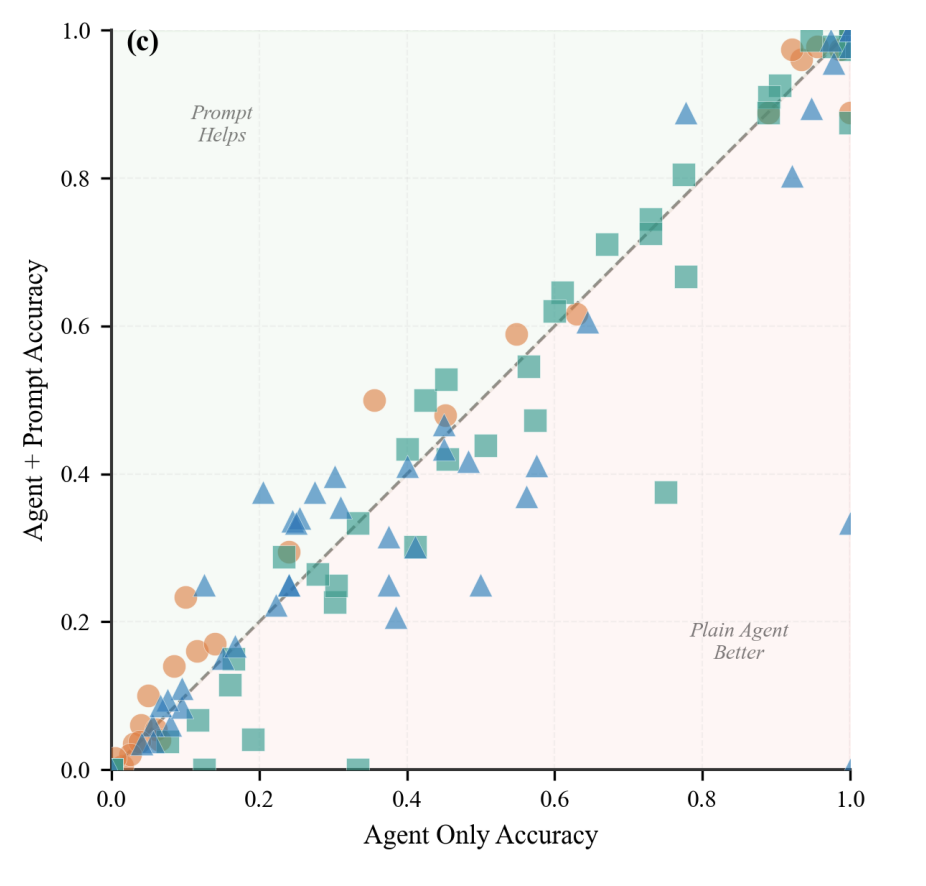 (c)
Prompt
Helps
Plain Agent
Better
1.0
0.8
0.6
0.4
0.2
0.0
0.0 0.2 0.4 0.6 0.8 1.0
Agent + Prompt Accuracy
Agent Only Accuracy